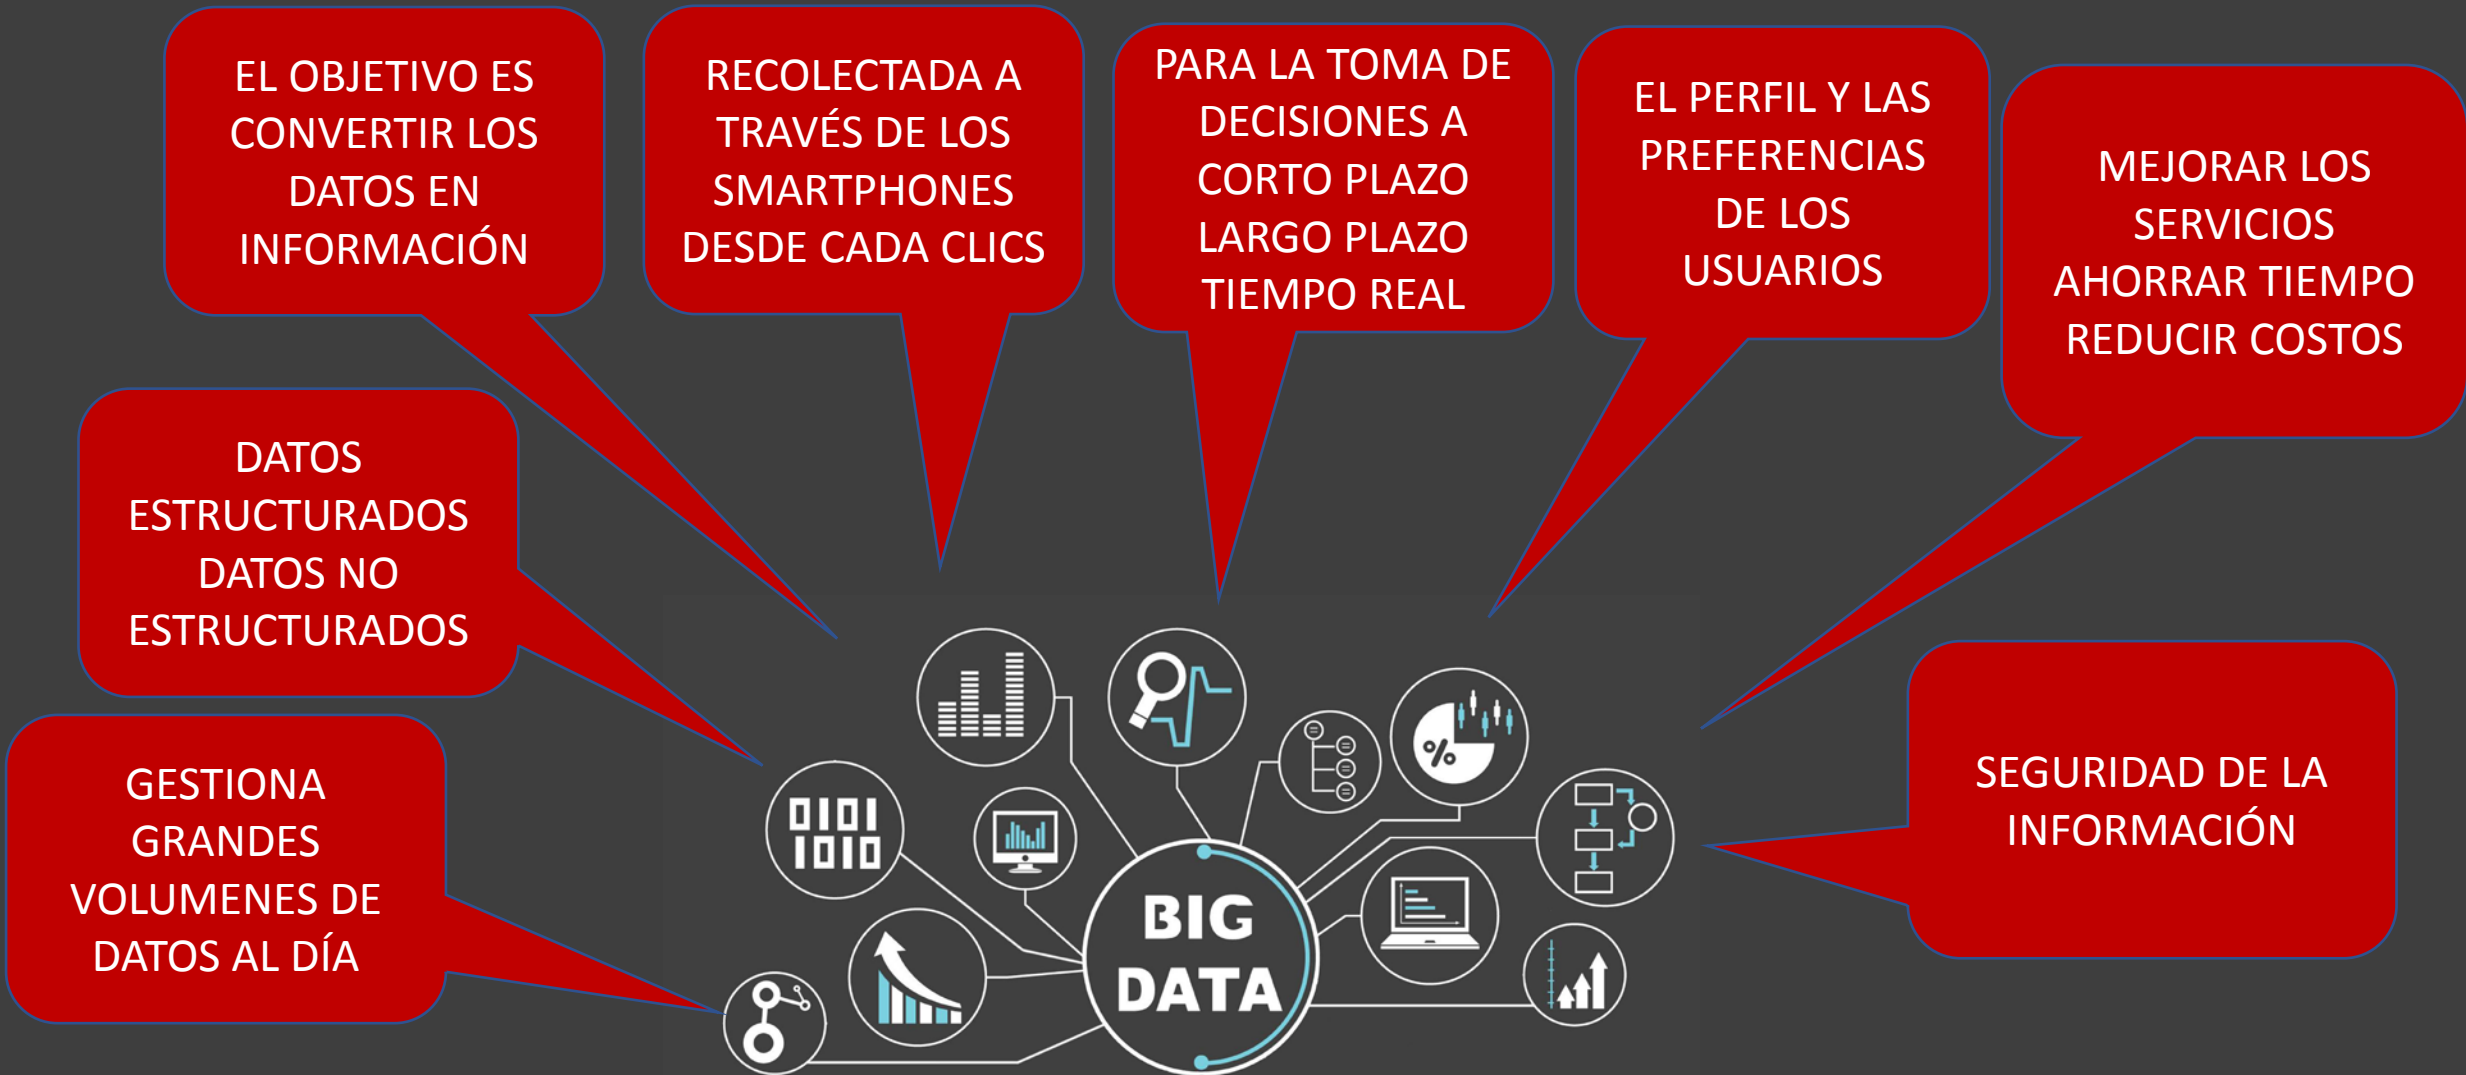 EL OBJETIVO ES
CONVERTIR LOS
DATOS EN
INFORMACIÓN
RECOLECTADA A
TRAVÉS DE LOS
SMARTPHONES
DESDE CADA CLICS
PARA LA TOMA DE
DECISIONES A
CORTO PLAZO
LARGO PLAZO
TIEMPO REAL
EL PERFIL Y LAS
PREFERENCIAS
DE LOS
USUARIOS
MEJORAR LOS
SERVICIOS
AHORRAR TIEMPO
REDUCIR COSTOS
DATOS
ESTRUCTURADOS
DATOS NO
ESTRUCTURADOS
SEGURIDAD DE LA
INFORMACIÓN
GESTIONA
GRANDES
VOLUMENES DE
DATOS AL DÍA
%
0101
1010
BIG
DATA